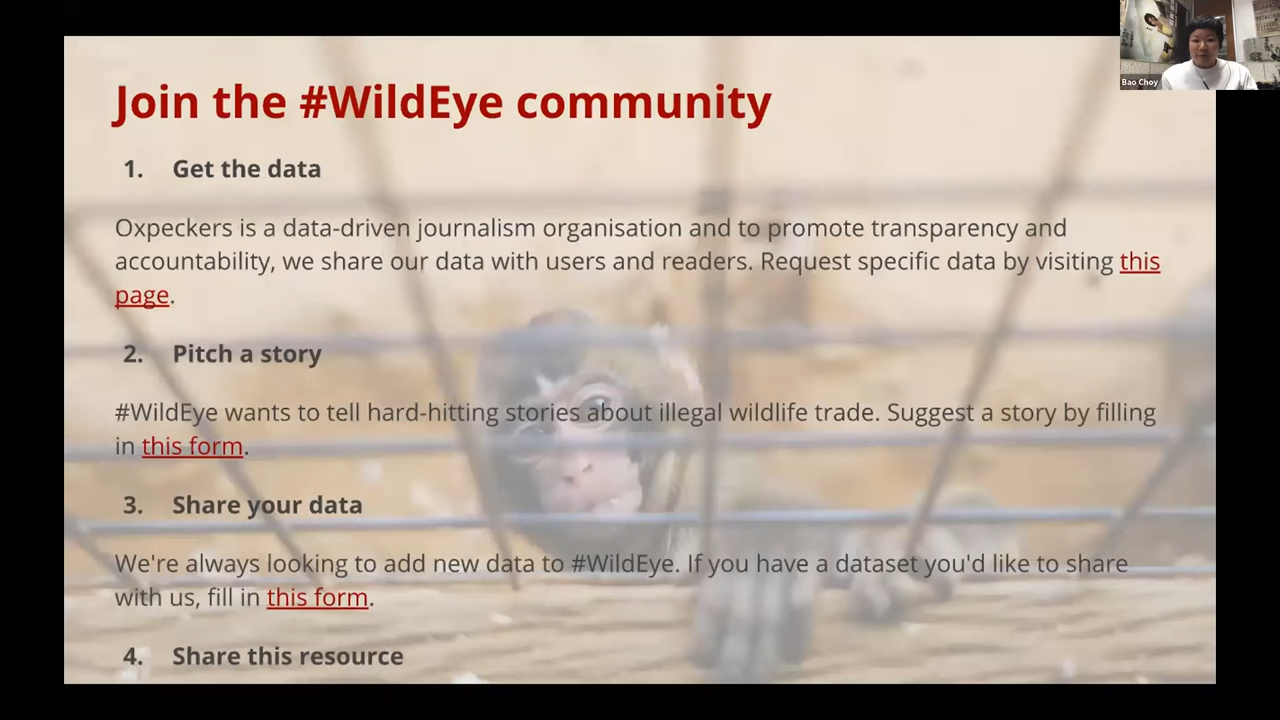 Join the #WildEye community
1. Get the data
Oxpeckers is a data-driven journalism organisation and to promote transparency and
accountability, we share our data with users and readers. Request specific data by visiting this
page.
2. Pitch a story
#WildEye wants to tell hard-hitting stories about illegal wildlife trade. Suggest a story by filling
in this form.
3. Share your data
We're always looking to add new data to #WildEye. If you have a dataset you'd like to share
with us, fill in this form.
4. Share this resource
Bao Choy